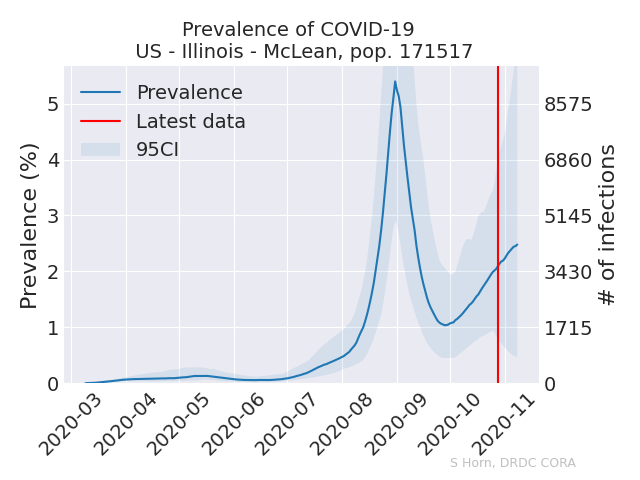 Prevalence of COVID-19
US - Illinois - McLean, pop. 171517
Prevalence
Latest data
95CI
Prevalence (%)
5
4
3
2
1
0
8575
6860
5145
3430
1715
0
# of infections
2020-03
2020-04
2020-05
2020-06
2020-07
2020-08
2020-09
2020-10
2020-11
S Horn, DRDC CORA